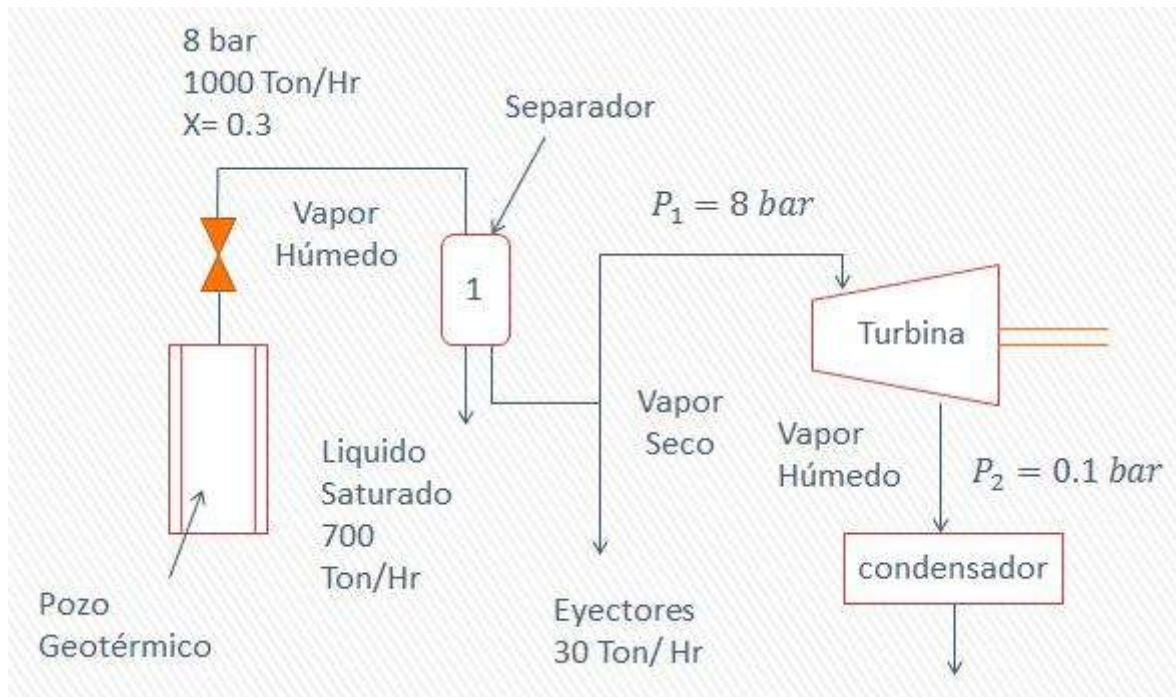 8 bar
1000 Ton/Hr
X= 0.3
Separador
Vapor
Húmedo
1
P₁ = 8 bar
Turbina
Liquido
Saturado
700
Ton/Hr
Vapor
Seco
Vapor
Húmedo
P₂ = 0.1 bar
condensador
Pozo
Geotérmico
Eyectores
30 Ton/ Hr